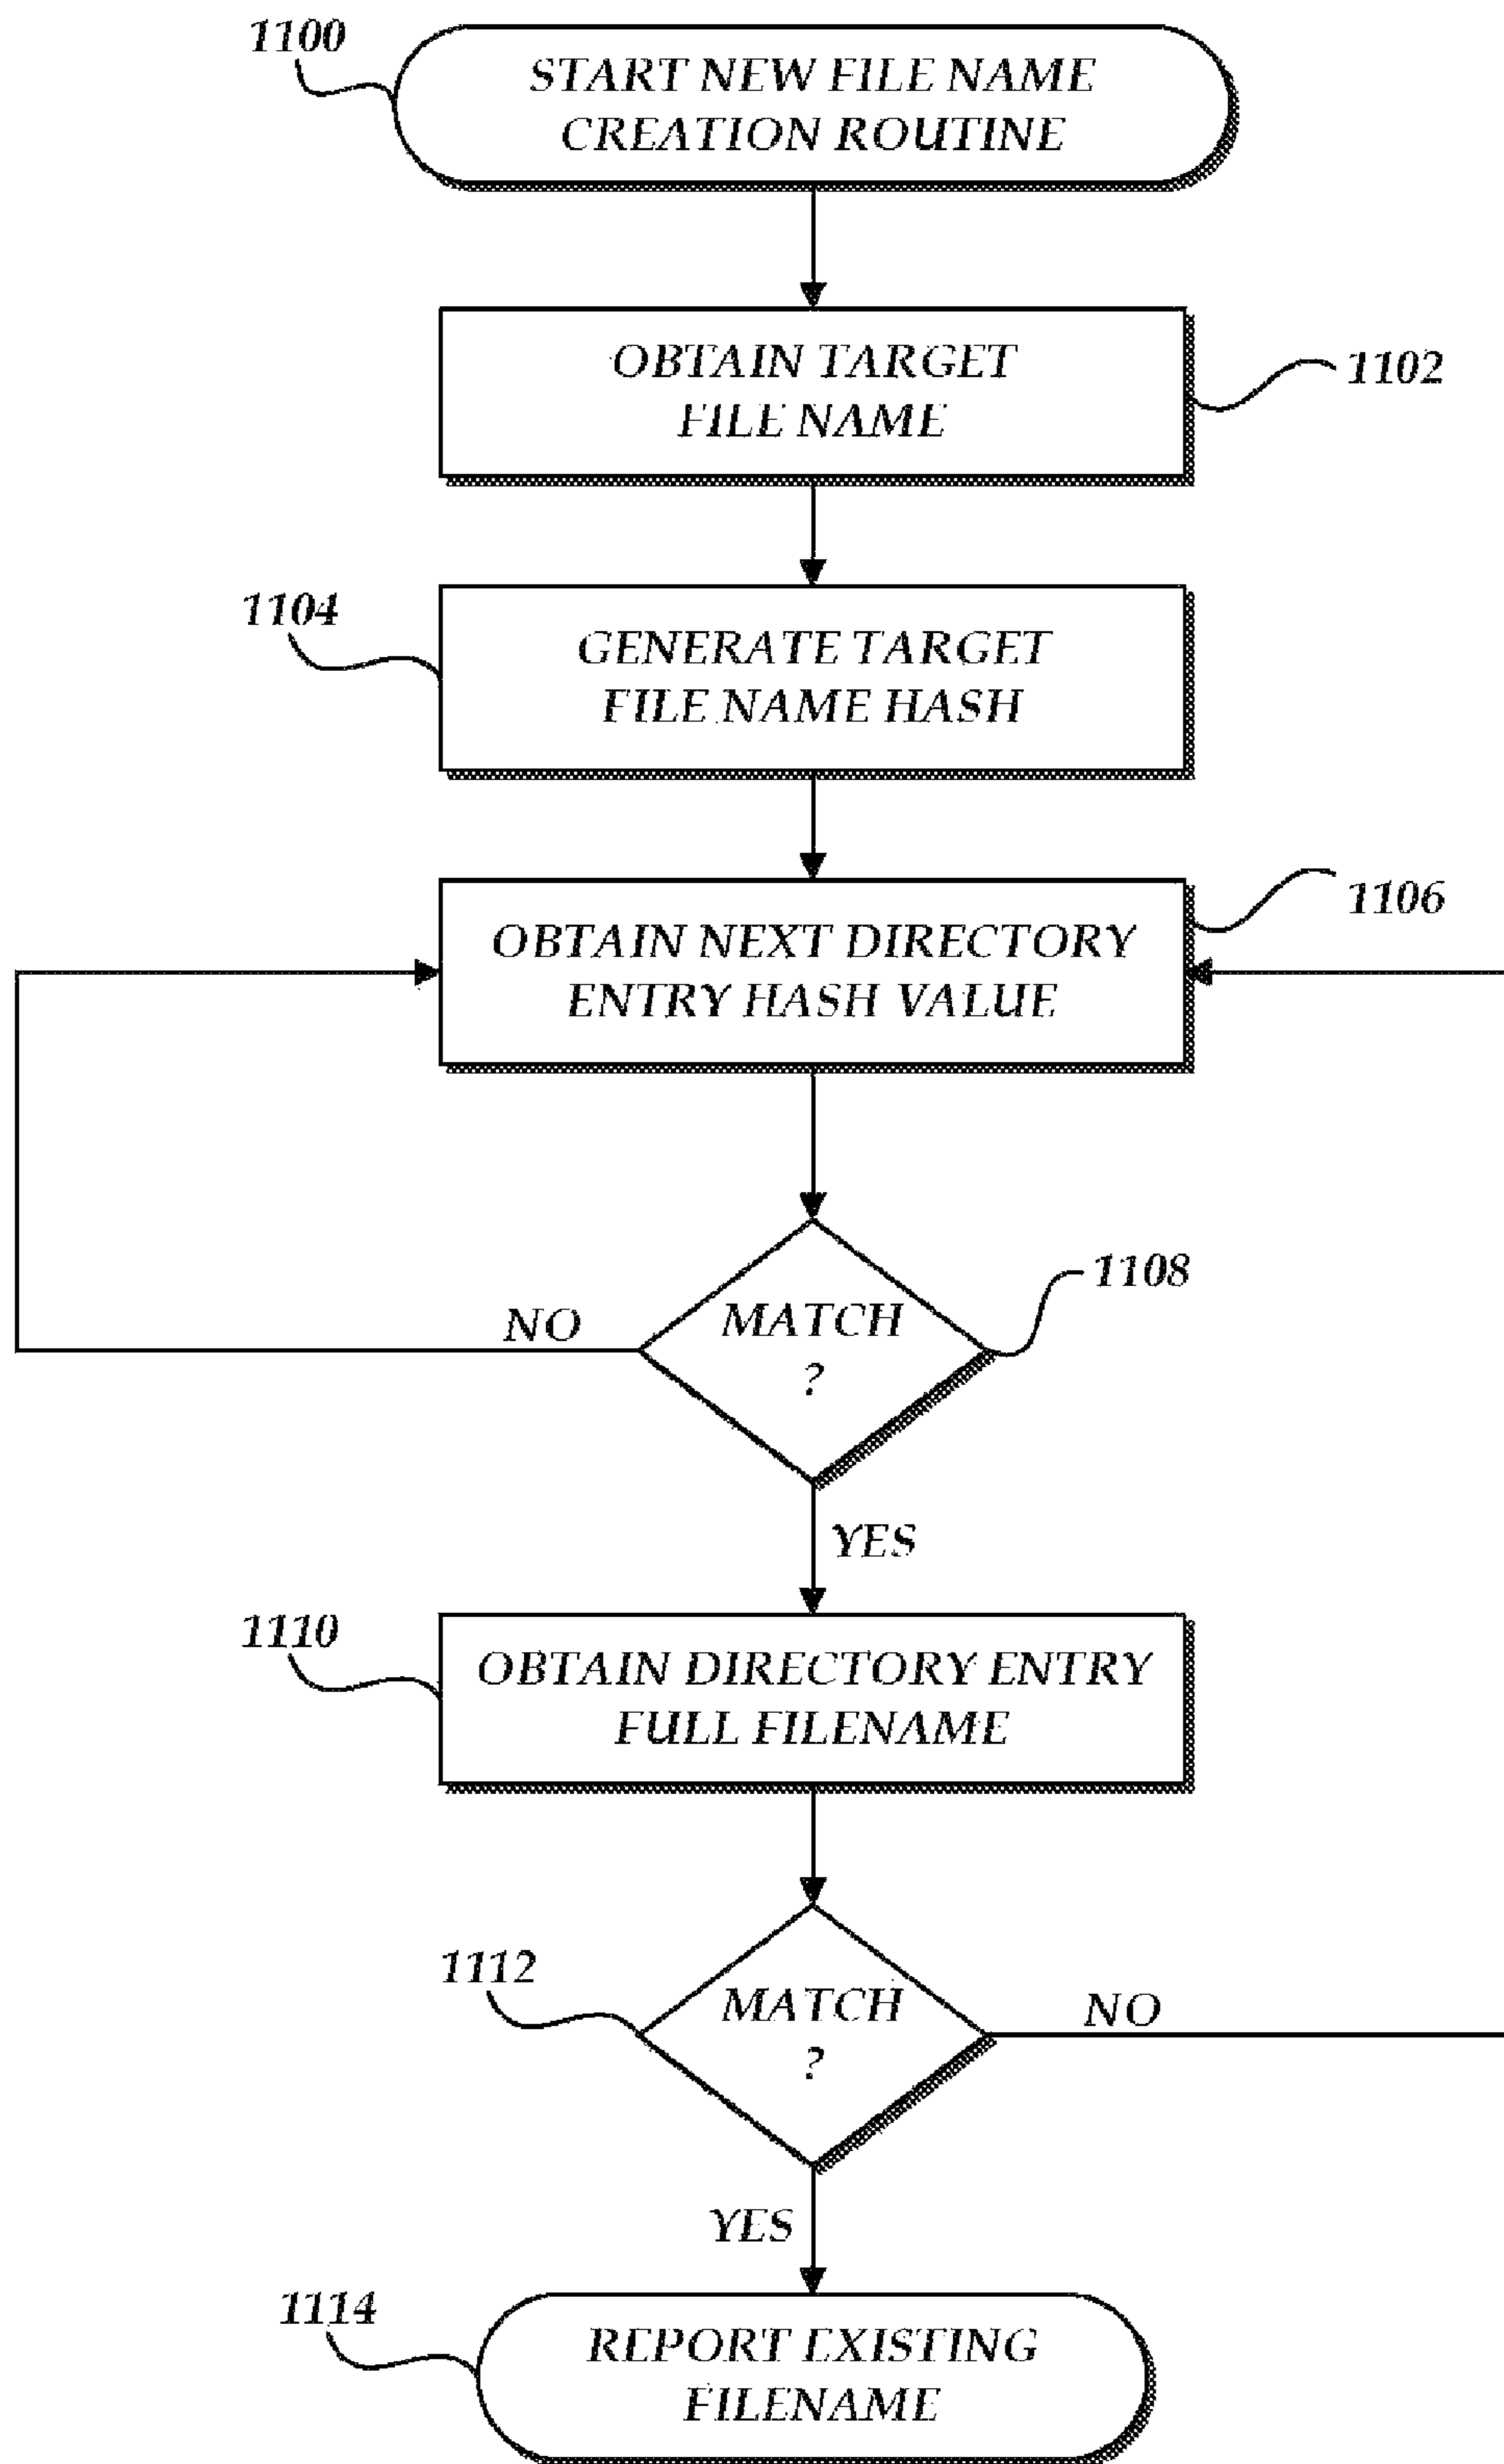 1100
START NEW FILE NAME
CREATION ROUTINE
OBTAIN TARGET
FILE NAME
1102
1104
GENERATE TARGET
FILE NAME HASH
1106
OBTAIN NEXT DIRECTORY
ENTRY HASH VALUE
1108
MATCH
?
NO
YES
1110
OBTAIN DIRECTORY ENTRY
FULL FILENAME
1112
MATCH
?
NO
YES
1114
REPORT EXISTING
FILENAME